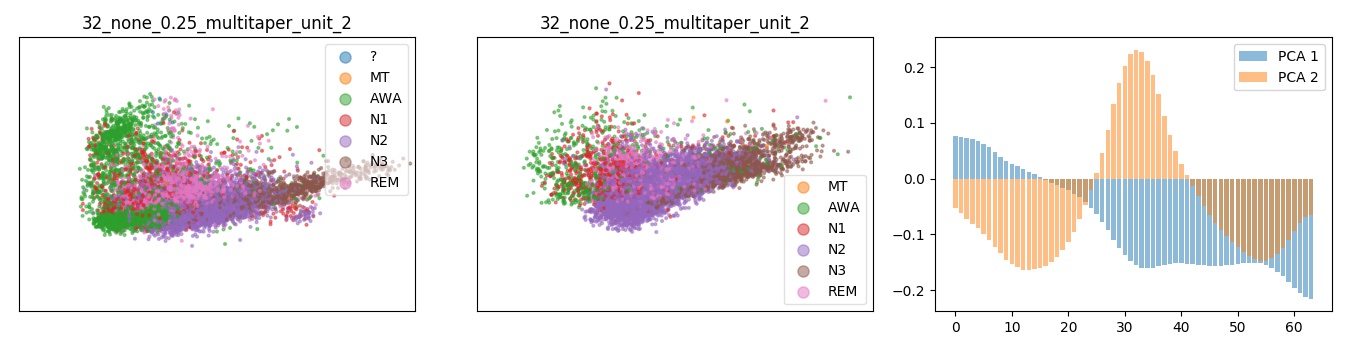 32_none_0.25_multitaper_unit_2
?
MT
AWA
N1
N2
N3
REM
32_none_0.25_multitaper_unit_2
MT
AWA
N1
N2
N3
REM
PCA 1
PCA 2
0.2
0.1
0.0
−0.1
−0.2
0 10 20 30 40 50 60